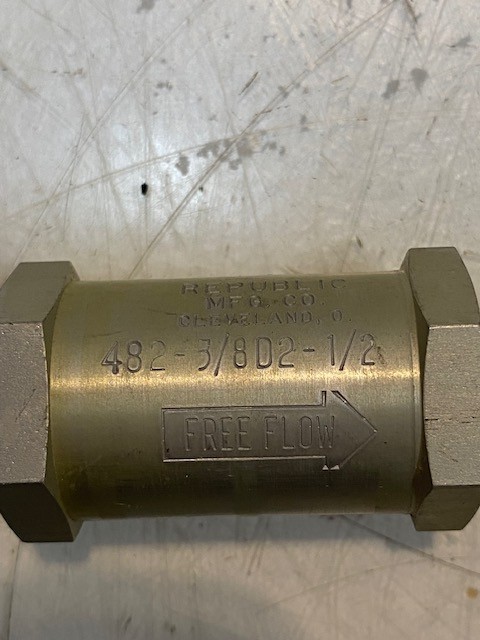 REPUBLIC
MFG. CO.
CLEVELAND, O.
482-3/8D2-1/2
FREE FLOW